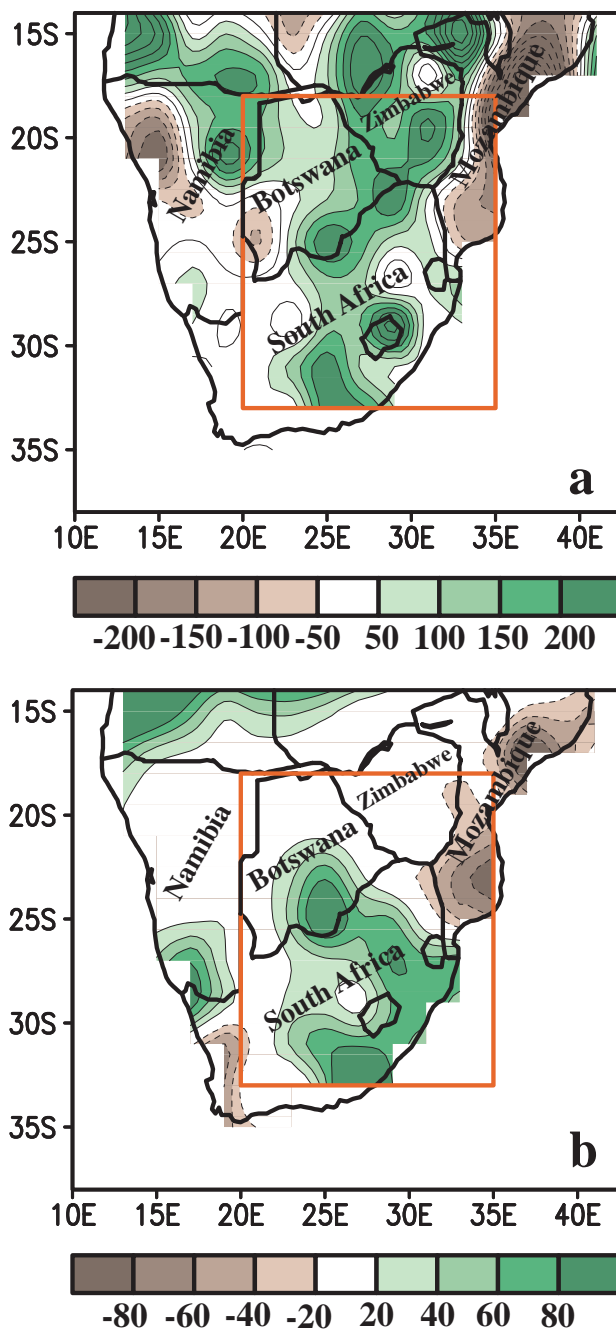 15S
20S
25S
30S
35S
Namibia
Botswana
Zimbabwe
Mozambique
South Africa
a
10E 15E 20E 25E 30E 35E 40E
-200 -150 -100 -50 50 100 150 200
15S
20S
25S
30S
35S
Namibia
Botswana
Zimbabwe
Mozambique
South Africa
b
10E 15E 20E 25E 30E 35E 40E
-80 -60 -40 -20 20 40 60 80